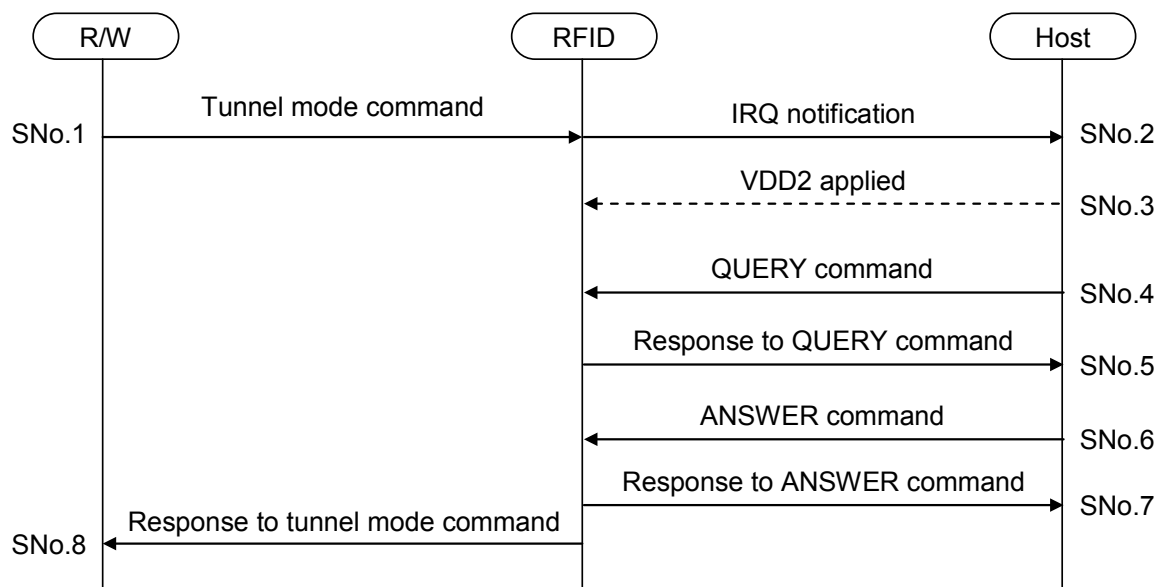 R/W
RFID
Host
Tunnel mode command
IRQ notification
SNo.1
SNo.2
VDD2 applied
SNo.3
QUERY command
SNo.4
Response to QUERY command
SNo.5
ANSWER command
SNo.6
Response to ANSWER command
SNo.7
Response to tunnel mode command
SNo.8